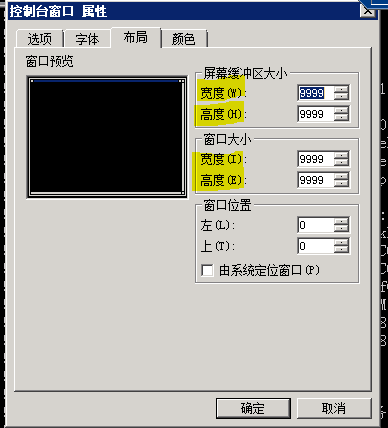 控制台窗口 属性
选项 字体 布局 颜色
窗口预览
屏幕缓冲区大小
宽度(W): 9999
高度(H): 9999
窗口大小
宽度(I): 9999
高度(E): 9999
窗口位置
左(L): 0
上(T): 0
由系统定位窗口(P)
确定 取消